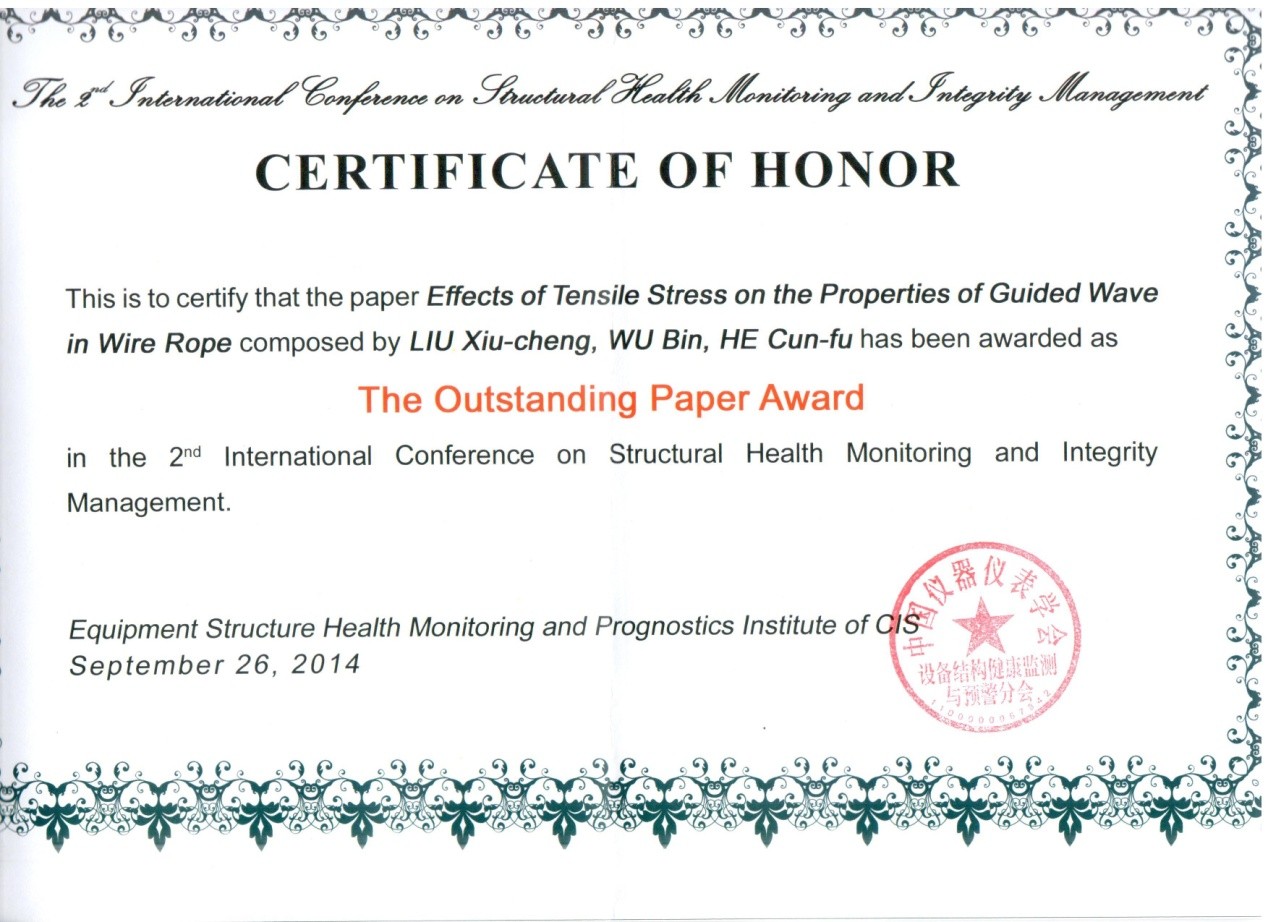 The 2nd International Conference on Structural Health Monitoring and Integrity Management
CERTIFICATE OF HONOR
This is to certify that the paper Effects of Tensile Stress on the Properties of Guided Wave
in Wire Rope composed by LIU Xiu-cheng, WU Bin, HE Cun-fu has been awarded as
The Outstanding Paper Award
in the 2nd International Conference on Structural Health Monitoring and Integrity
Management.
Equipment Structure Health Monitoring and Prognostics Institute of CIS
September 26, 2014
中国仪器仪表学会
设备结构健康监测
与预警分会